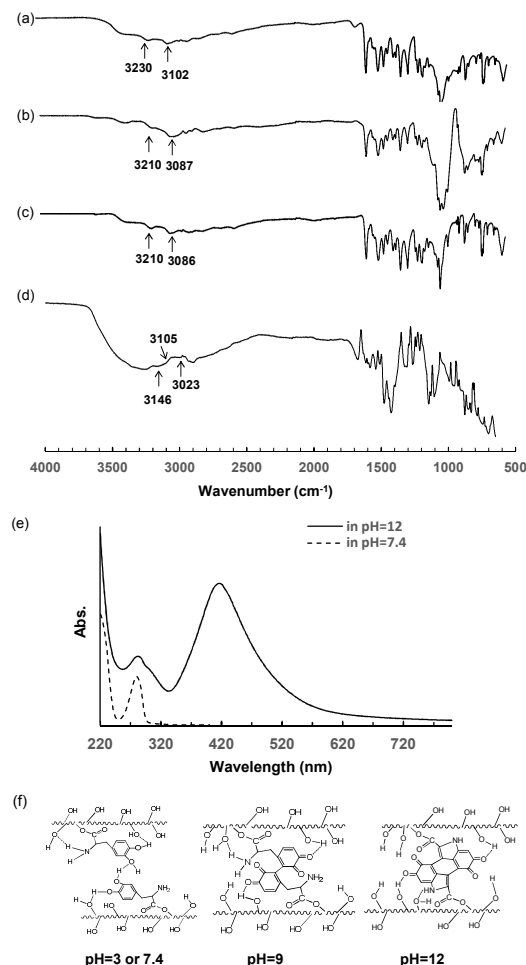 (a)
3230 3102
(b)
3210 3087
(c)
3210 3086
(d)
3105
3146 3023
4000 3500 3000 2500 2000 1500 1000 500
Wavenumber (cm-1)
(e)
in pH=12
in pH=7.4
Abs.
220 320 420 520 620 720
Wavelength (nm)
(f)
pH=3 or 7.4 pH=9 pH=12